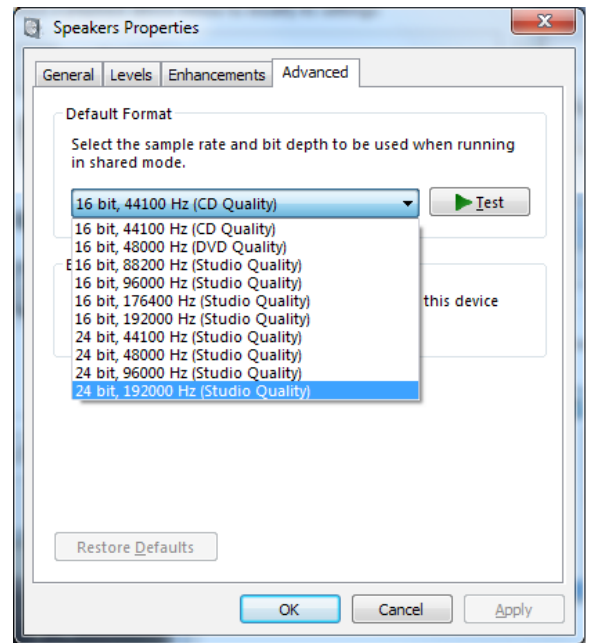 Speakers Properties
General Levels Enhancements Advanced
Default Format
Select the sample rate and bit depth to be used when running
in shared mode.
16 bit, 44100 Hz (CD Quality)
Test
16 bit, 44100 Hz (CD Quality)
16 bit, 48000 Hz (DVD Quality)
16 bit, 88200 Hz (Studio Quality)
16 bit, 96000 Hz (Studio Quality)
16 bit, 176400 Hz (Studio Quality)
16 bit, 192000 Hz (Studio Quality)
24 bit, 44100 Hz (Studio Quality)
24 bit, 48000 Hz (Studio Quality)
24 bit, 96000 Hz (Studio Quality)
24 bit, 192000 Hz (Studio Quality)
E
this device
Restore Defaults
OK Cancel Apply